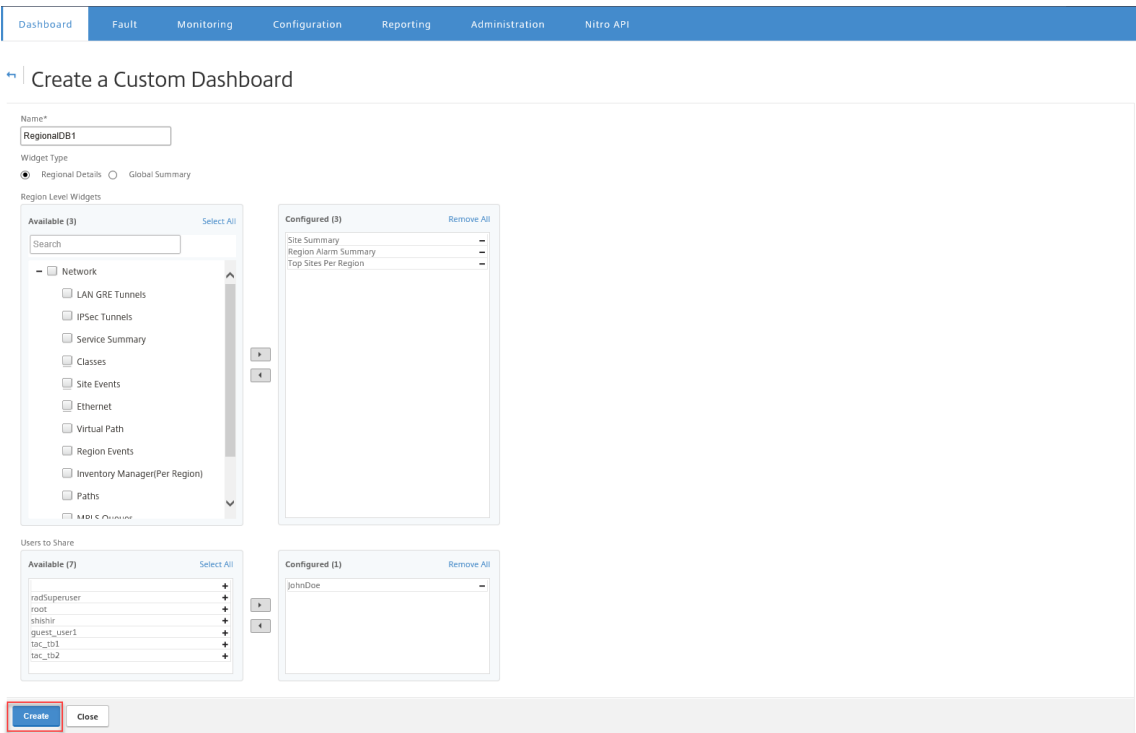 Dashboard Fault Monitoring Configuration Reporting Administration Nitro API
Create a Custom Dashboard
Name*
RegionalDB1
Widget Type
Regional Details Global Summary
Region Level Widgets
Available (3) Select All
Search
Network
LAN GRE Tunnels
IPSec Tunnels
Service Summary
Classes
Site Events
Ethernet
Virtual Path
Region Events
Inventory Manager(Per Region)
Paths
MPLS Queues
Configured (3) Remove All
Site Summary
Region Alarm Summary
Top Sites Per Region
Users to Share
Available (7) Select All
radSuperuser
root
shishir
guest_user1
tac_tb1
tac_tb2
Configured (1) Remove All
JohnDoe
Create Close